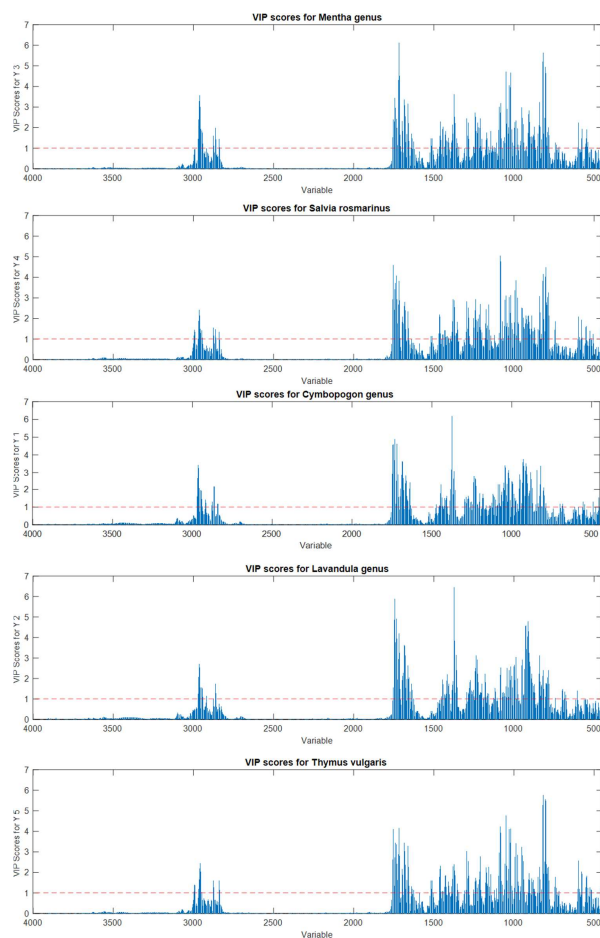 VIP scores for Mentha genus
VIP Scores for Y 3
7
6
5
4
3
2
1
0
4000 3500 3000 2500 2000 1500 1000 500
Variable
VIP scores for Salvia rosmarinus
VIP Scores for Y 4
7
6
5
4
3
2
1
0
4000 3500 3000 2500 2000 1500 1000 500
Variable
VIP scores for Cymbopogon genus
VIP Scores for Y 1
7
6
5
4
3
2
1
0
4000 3500 3000 2500 2000 1500 1000 500
Variable
VIP scores for Lavandula genus
VIP Scores for Y 2
7
6
5
4
3
2
1
0
4000 3500 3000 2500 2000 1500 1000 500
Variable
VIP scores for Thymus vulgaris
VIP Scores for Y 5
7
6
5
4
3
2
1
0
4000 3500 3000 2500 2000 1500 1000 500
Variable